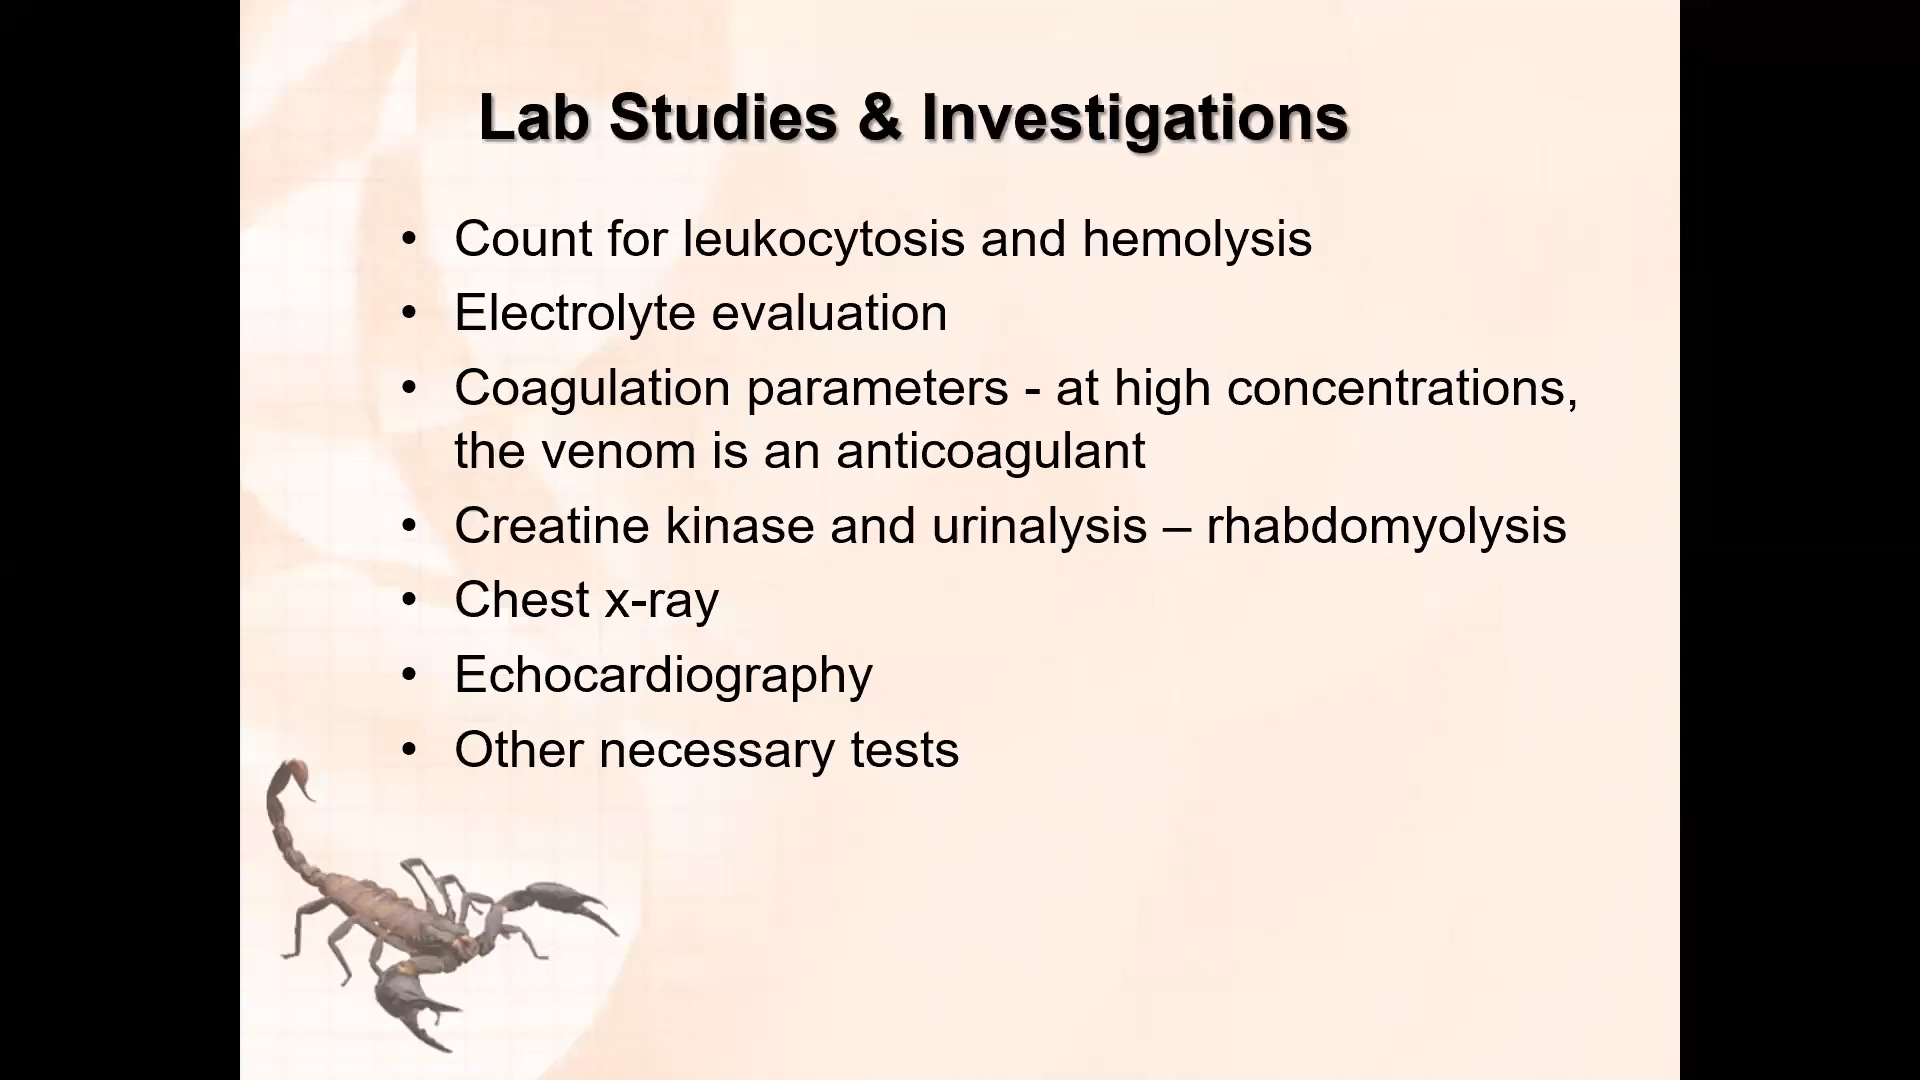 Lab Studies & Investigations
• Count for leukocytosis and hemolysis
• Electrolyte evaluation
• Coagulation parameters - at high concentrations,
the venom is an anticoagulant
• Creatine kinase and urinalysis – rhabdomyolysis
• Chest x-ray
• Echocardiography
• Other necessary tests